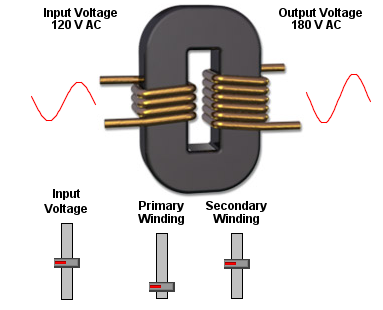 Input Voltage
120 V AC
Output Voltage
180 V AC
Input
Voltage
Primary
Winding
Secondary
Winding